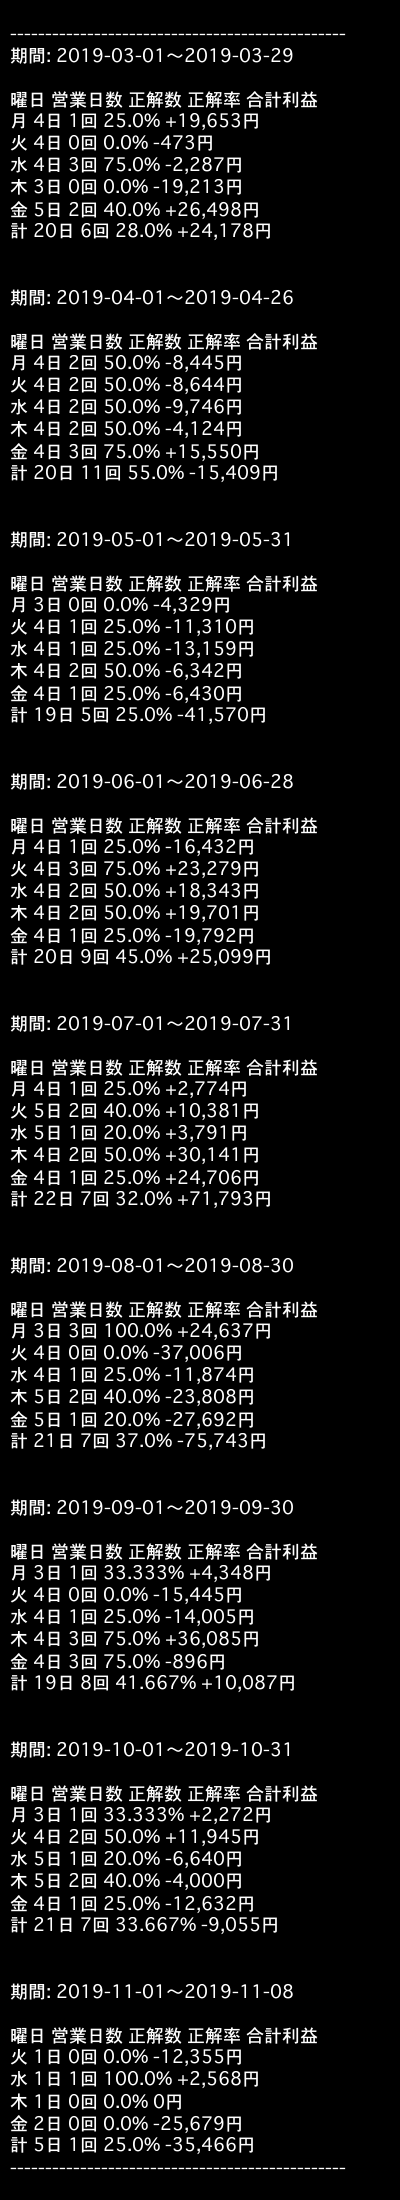 ------------------------------------------------
期間: 2019-03-01〜2019-03-29
曜日 営業日数 正解数 正解率 合計利益
月 4日 1回 25.0% +19,653円
火 4日 0回 0.0% -473円
水 4日 3回 75.0% -2,287円
木 3日 0回 0.0% -19,213円
金 5日 2回 40.0% +26,498円
計 20日 6回 28.0% +24,178円
期間: 2019-04-01〜2019-04-26
曜日 営業日数 正解数 正解率 合計利益
月 4日 2回 50.0% -8,445円
火 4日 2回 50.0% -8,644円
水 4日 2回 50.0% -9,746円
木 4日 2回 50.0% -4,124円
金 4日 3回 75.0% +15,550円
計 20日 11回 55.0% -15,409円
期間: 2019-05-01〜2019-05-31
曜日 営業日数 正解数 正解率 合計利益
月 3日 0回 0.0% -4,329円
火 4日 1回 25.0% -11,310円
水 4日 1回 25.0% -13,159円
木 4日 2回 50.0% -6,342円
金 4日 1回 25.0% -6,430円
計 19日 5回 25.0% -41,570円
期間: 2019-06-01〜2019-06-28
曜日 営業日数 正解数 正解率 合計利益
月 4日 1回 25.0% -16,432円
火 4日 3回 75.0% +23,279円
水 4日 2回 50.0% +18,343円
木 4日 2回 50.0% +19,701円
金 4日 1回 25.0% -19,792円
計 20日 9回 45.0% +25,099円
期間: 2019-07-01〜2019-07-31
曜日 営業日数 正解数 正解率 合計利益
月 4日 1回 25.0% +2,774円
火 5日 2回 40.0% +10,381円
水 5日 1回 20.0% +3,791円
木 4日 2回 50.0% +30,141円
金 4日 1回 25.0% +24,706円
計 22日 7回 32.0% +71,793円
期間: 2019-08-01〜2019-08-30
曜日 営業日数 正解数 正解率 合計利益
月 3日 3回 100.0% +24,637円
火 4日 0回 0.0% -37,006円
水 4日 1回 25.0% -11,874円
木 5日 2回 40.0% -23,808円
金 5日 1回 20.0% -27,692円
計 21日 7回 37.0% -75,743円
期間: 2019-09-01〜2019-09-30
曜日 営業日数 正解数 正解率 合計利益
月 3日 1回 33.333% +4,348円
火 4日 0回 0.0% -15,445円
水 4日 1回 25.0% -14,005円
木 4日 3回 75.0% +36,085円
金 4日 3回 75.0% -896円
計 19日 8回 41.667% +10,087円
期間: 2019-10-01〜2019-10-31
曜日 営業日数 正解数 正解率 合計利益
月 3日 1回 33.333% +2,272円
火 4日 2回 50.0% +11,945円
水 5日 1回 20.0% -6,640円
木 5日 2回 40.0% -4,000円
金 4日 1回 25.0% -12,632円
計 21日 7回 33.667% -9,055円
期間: 2019-11-01〜2019-11-08
曜日 営業日数 正解数 正解率 合計利益
火 1日 0回 0.0% -12,355円
水 1日 1回 100.0% +2,568円
木 1日 0回 0.0% 0円
金 2日 0回 0.0% -25,679円
計 5日 1回 25.0% -35,466円
------------------------------------------------